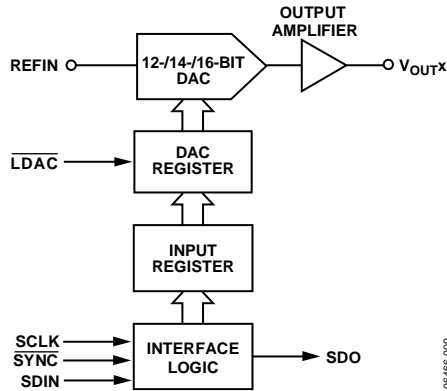 OUTPUT
AMPLIFIER
REFIN
12-/14-/16-BIT
DAC
VOUTx
LDAC
DAC
REGISTER
INPUT
REGISTER
SCLK
SYNC
SDIN
INTERFACE
LOGIC
SDO